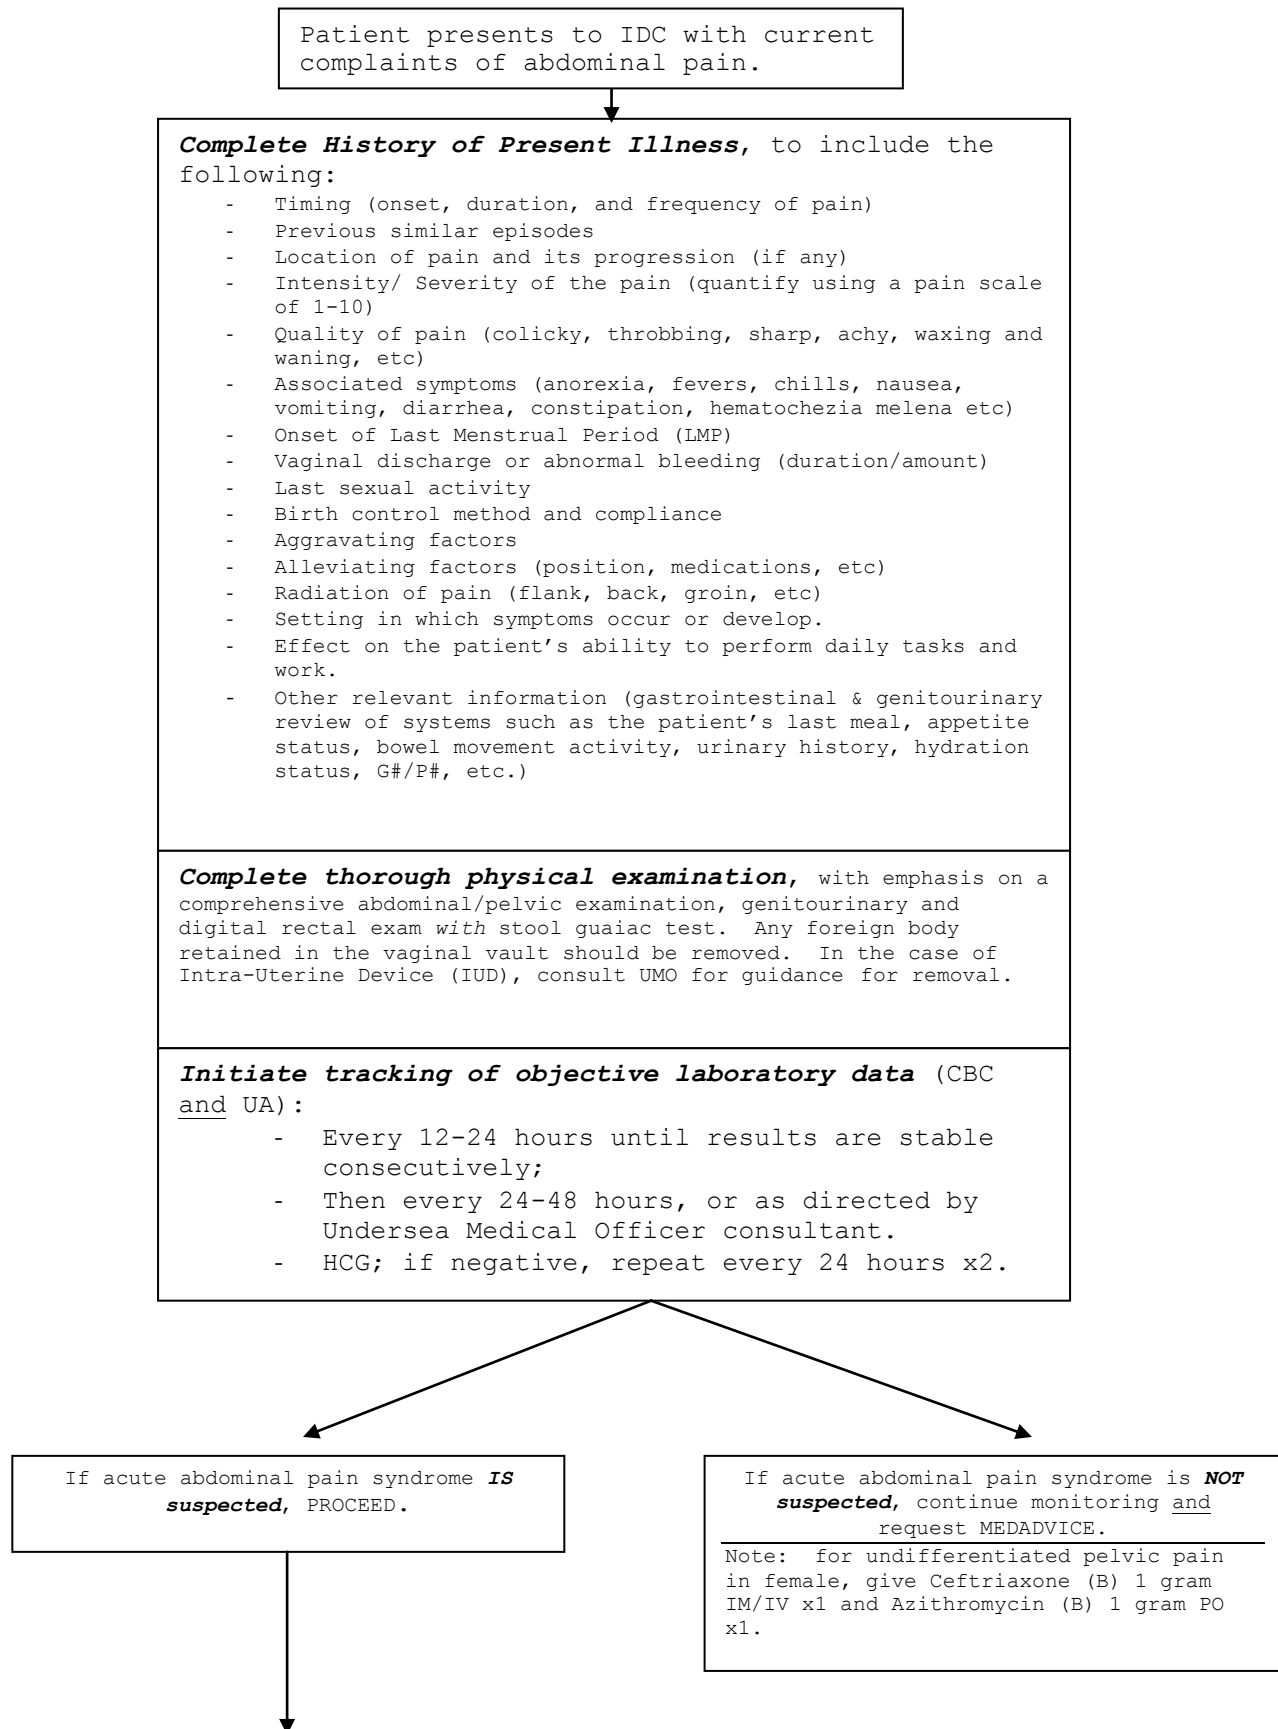 Patient presents to IDC with current
complaints of abdominal pain.
Complete History of Present Illness, to include the
following:
- Timing (onset, duration, and frequency of pain)
- Previous similar episodes
- Location of pain and its progression (if any)
- Intensity/ Severity of the pain (quantify using a pain scale
of 1-10)
- Quality of pain (colicky, throbbing, sharp, achy, waxing and
waning, etc)
- Associated symptoms (anorexia, fevers, chills, nausea,
vomiting, diarrhea, constipation, hematochezia melena etc)
- Onset of Last Menstrual Period (LMP)
- Vaginal discharge or abnormal bleeding (duration/amount)
- Last sexual activity
- Birth control method and compliance
- Aggravating factors
- Alleviating factors (position, medications, etc)
- Radiation of pain (flank, back, groin, etc)
- Setting in which symptoms occur or develop.
- Effect on the patient's ability to perform daily tasks and
work.
- Other relevant information (gastrointestinal & genitourinary
review of systems such as the patient's last meal, appetite
status, bowel movement activity, urinary history, hydration
status, G#/P#, etc.)
Complete thorough physical examination, with emphasis on a
comprehensive abdominal/pelvic examination, genitourinary and
digital rectal exam with stool guaiac test. Any foreign body
retained in the vaginal vault should be removed. In the case of
Intra-Uterine Device (IUD), consult UMO for guidance for removal.
Initiate tracking of objective laboratory data (CBC
and UA):
- Every 12-24 hours until results are stable
consecutively;
- Then every 24-48 hours, or as directed by
Undersea Medical Officer consultant.
- HCG; if negative, repeat every 24 hours x2.
If acute abdominal pain syndrome IS
suspected, PROCEED.
If acute abdominal pain syndrome is NOT
suspected, continue monitoring and
request MEDADVICE.
Note: for undifferentiated pelvic pain
in female, give Ceftriaxone (B) 1 gram
IM/IV x1 and Azithromycin (B) 1 gram PO
x1.